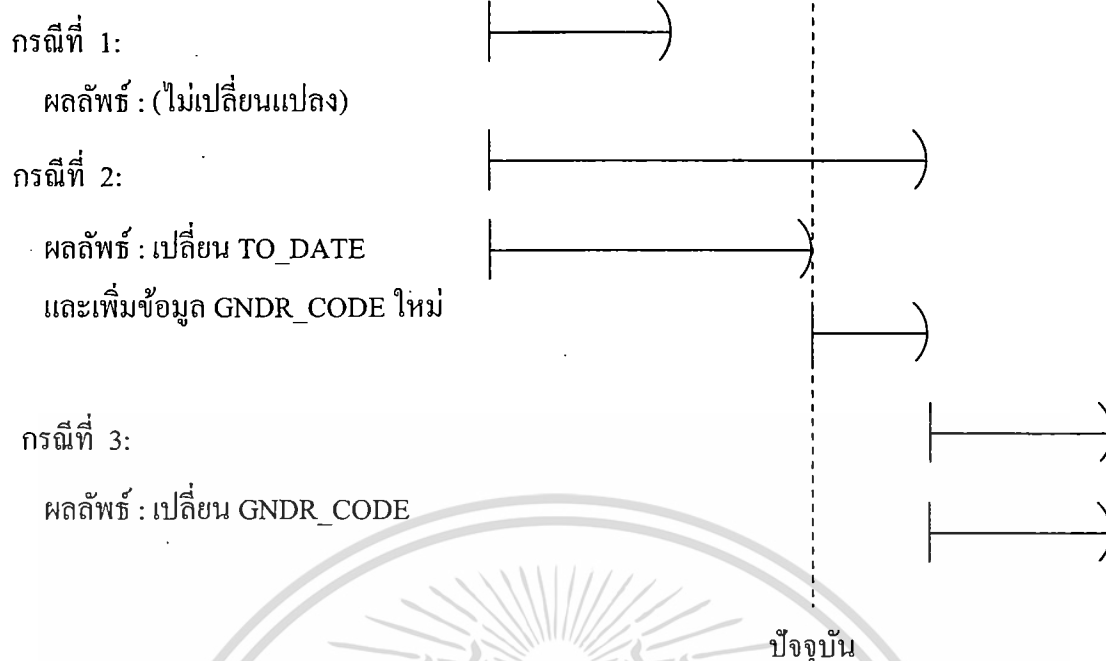 กรณีที่ 1:
ผลลัพธ์ : (ไม่เปลี่ยนแปลง)
กรณีที่ 2:
ผลลัพธ์ : เปลี่ยน TO_DATE
และเพิ่มข้อมูล GNDR_CODE ใหม่
กรณีที่ 3:
ผลลัพธ์ : เปลี่ยน GNDR_CODE
ปัจจุบัน